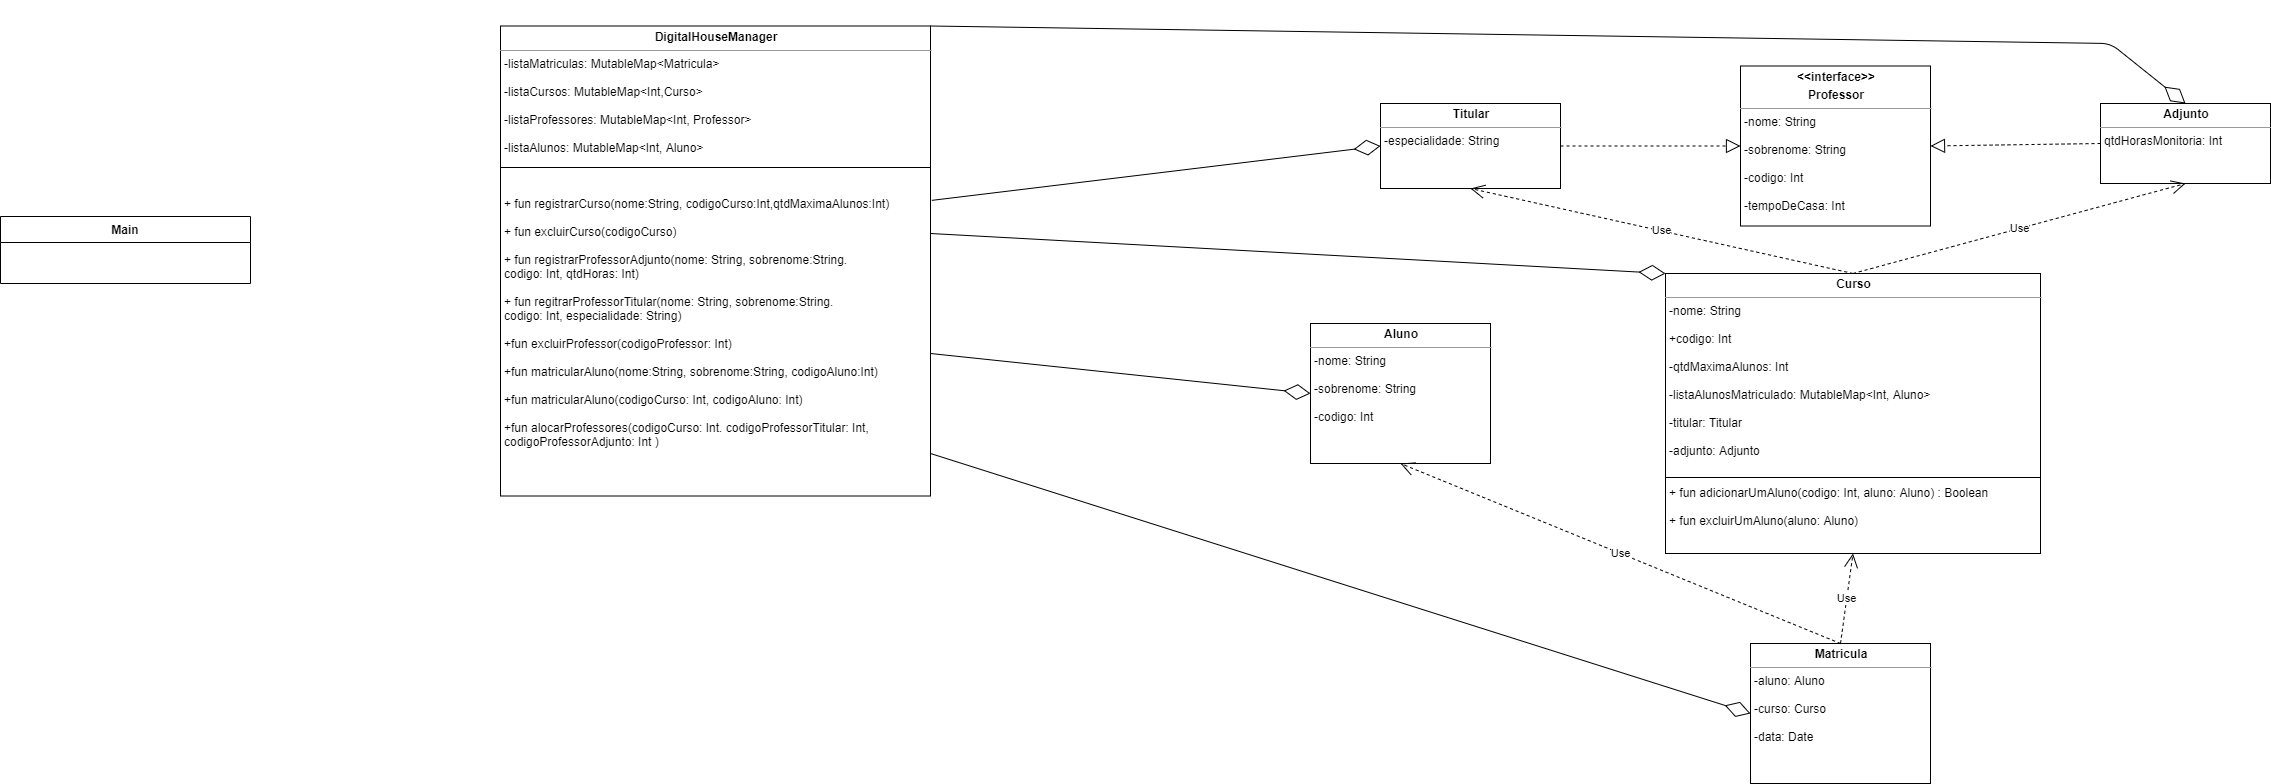 DigitalHouseManager
-listaMatriculas: MutableMap<Matricula>
-listaCursos: MutableMap<Int,Curso>
-listaProfessores: MutableMap<Int, Professor>
-listaAlunos: MutableMap<Int, Aluno>
+ fun registrarCurso(nome:String, codigoCurso:Int,qtdMaximaAlunos:Int)
+ fun excluirCurso(codigoCurso)
+ fun registrarProfessorAdjunto(nome: String, sobrenome:String.
codigo: Int, qtdHoras: Int)
+ fun regitrarProfessorTitular(nome: String, sobrenome:String.
codigo: Int, especialidade: String)
+fun excluirProfessor(codigoProfessor: Int)
+fun matricularAluno(nome:String, sobrenome:String, codigoAluno:Int)
+fun matricularAluno(codigoCurso: Int, codigoAluno: Int)
+fun alocarProfessores(codigoCurso: Int. codigoProfessorTitular: Int,
codigoProfessorAdjunto: Int )
Main
Titular
-especialidade: String
<<interface>>
Professor
-nome: String
-sobrenome: String
-codigo: Int
-tempoDeCasa: Int
Adjunto
qtdHorasMonitoria: Int
Use
Use
Aluno
-nome: String
-sobrenome: String
-codigo: Int
Curso
-nome: String
+codigo: Int
-qtdMaximaAlunos: Int
-listaAlunosMatriculado: MutableMap<Int, Aluno>
-titular: Titular
-adjunto: Adjunto
+ fun adicionarUmAluno(codigo: Int, aluno: Aluno) : Boolean
+ fun excluirUmAluno(aluno: Aluno)
Use
Use
Matricula
-aluno: Aluno
-curso: Curso
-data: Date